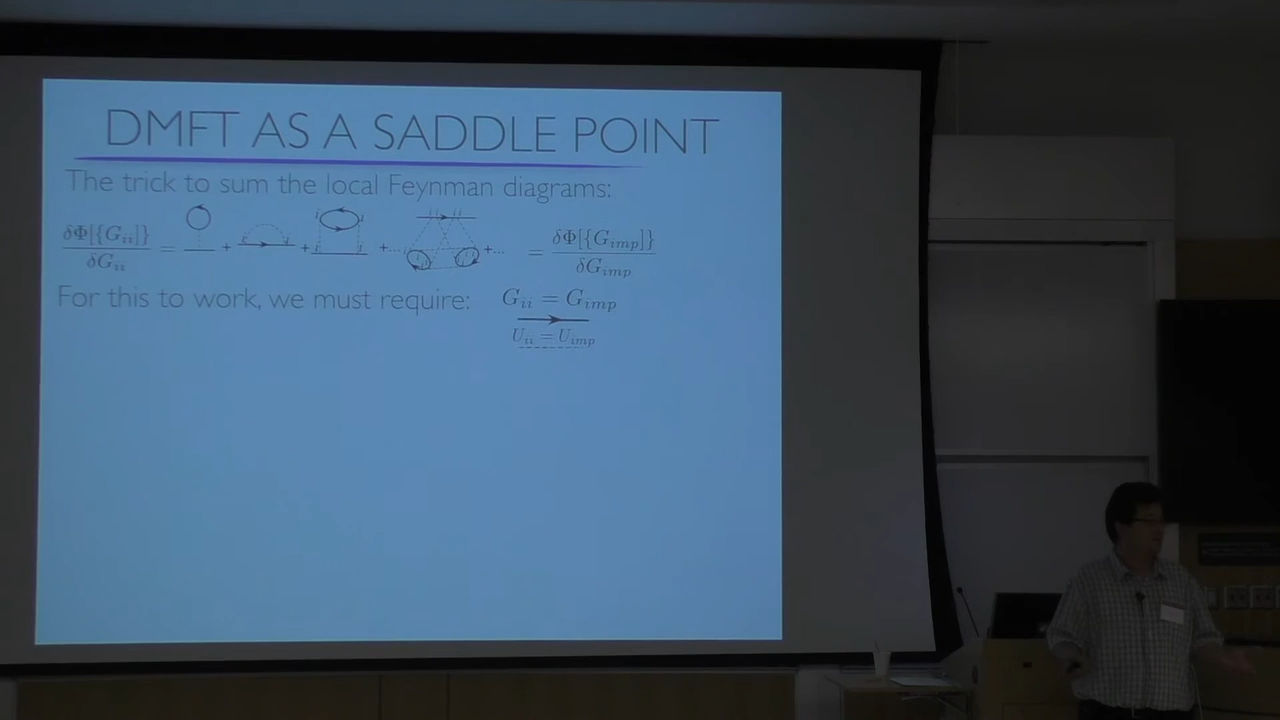 DMFT AS A SADDLE POINT
The trick to sum the local Feynman diagrams:
δΦ[{G_ii]} / δG_ii = + + +... +... = δΦ[{G_imp]} / δG_imp
For this to work, we must require: G_ii = G_imp
U_ii = U_imp